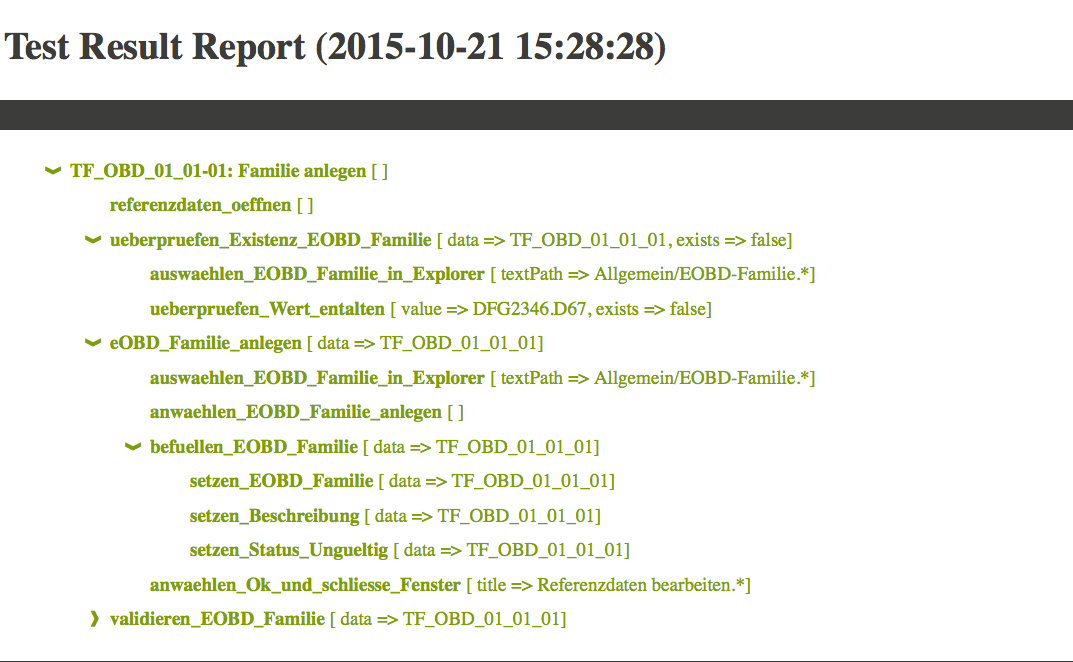 Test Result Report (2015-10-21 15:28:28)
TF_OBD_01_01-01: Familie anlegen [ ]
referenzdaten_oeffnen [ ]
ueberpruefen_Existenz_EOBD_Familie [ data => TF_OBD_01_01_01, exists => false]
auswaehlen_EOBD_Familie_in_Explorer [ textPath => Allgemein/EOBD-Familie.*]
ueberpruefen_Wert_entalten [ value => DFG2346.D67, exists => false]
eOBD_Familie_anlegen [ data => TF_OBD_01_01_01]
auswaehlen_EOBD_Familie_in_Explorer [ textPath => Allgemein/EOBD-Familie.*]
anwaehlen_EOBD_Familie_anlegen [ ]
befuellen_EOBD_Familie [ data => TF_OBD_01_01_01]
setzen_EOBD_Familie [ data => TF_OBD_01_01_01]
setzen_Beschreibung [ data => TF_OBD_01_01_01]
setzen_Status_Ungueltig [ data => TF_OBD_01_01_01]
anwaehlen_Ok_und_schliesse_Fenster [ title => Referenzdaten bearbeiten.*]
validieren_EOBD_Familie [ data => TF_OBD_01_01_01]